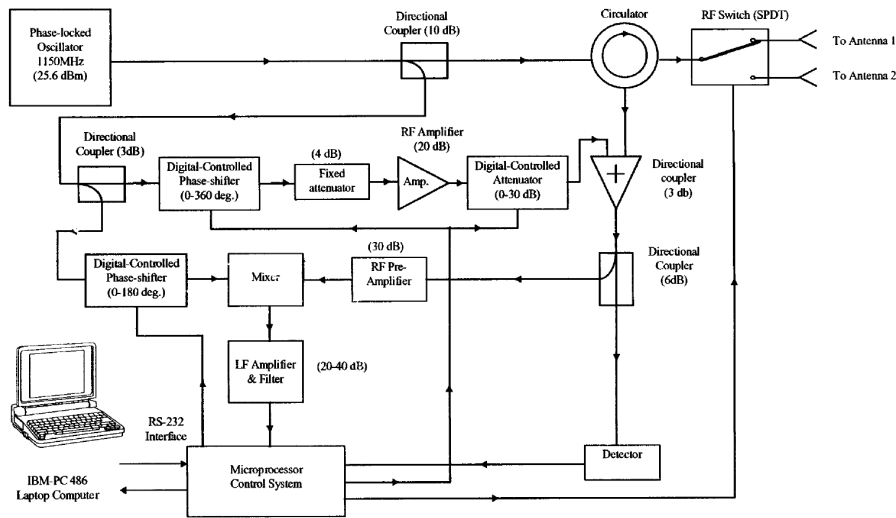 Phase-locked
Oscillator
1150MHz
(25.6 dBm)
Directional
Coupler (10 dB)
Circulator
RF Switch (SPDT)
To Antenna 1
To Antenna 2
Directional
Coupler (3dB)
Digital-Controlled
Phase-shifter
(0-360 deg.)
(4 dB)
Fixed
attenuator
RF Amplifier
(20 dB)
Amp.
Digital-Controlled
Attenuator
(0-30 dB)
+
Directional
coupler
(3 db)
Digital-Controlled
Phase-shifter
(0-180 deg.)
Mixer
(30 dB)
RF Pre-
Amplifier
Directional
Coupler
(6dB)
LF Amplifier
& Filter
(20-40 dB)
RS-232
Interface
IBM-PC 486
Laptop Computer
Microprocessor
Control System
Detector